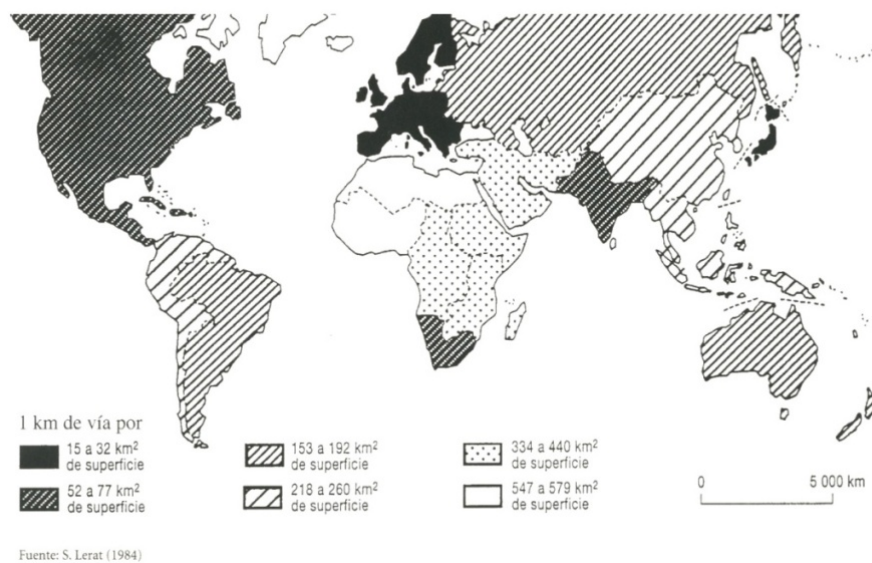 1 km de vía por
15 a 32 km²
de superficie
52 a 77 km²
de superficie
153 a 192 km²
de superficie
218 a 260 km²
de superficie
334 a 440 km²
de superficie
547 a 579 km²
de superficie
0 5 000 km
Fuente: S. Lerat (1984)